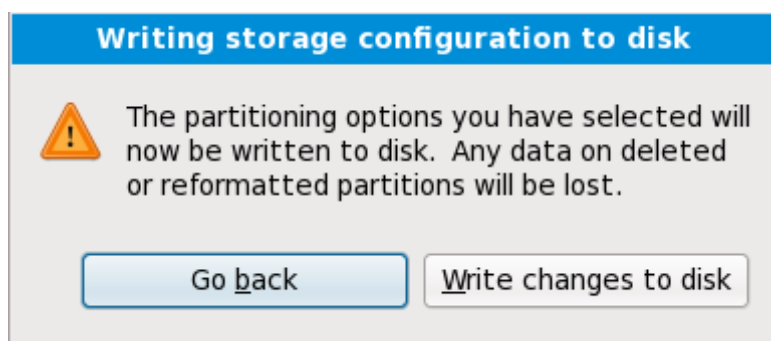 Writing storage configuration to disk
The partitioning options you have selected will
now be written to disk.  Any data on deleted
or reformatted partitions will be lost.
Go back
Write changes to disk